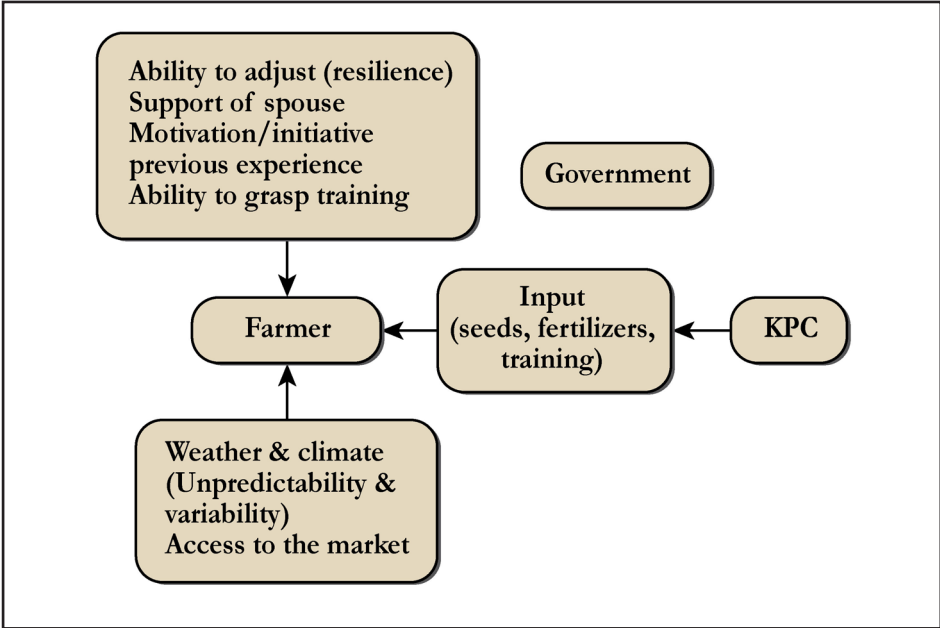 Ability to adjust (resilience)
Support of spouse
Motivation/initiative
previous experience
Ability to grasp training
Government
Farmer
Input
(seeds, fertilizers,
training)
KPC
Weather & climate
(Unpredictability &
variability)
Access to the market